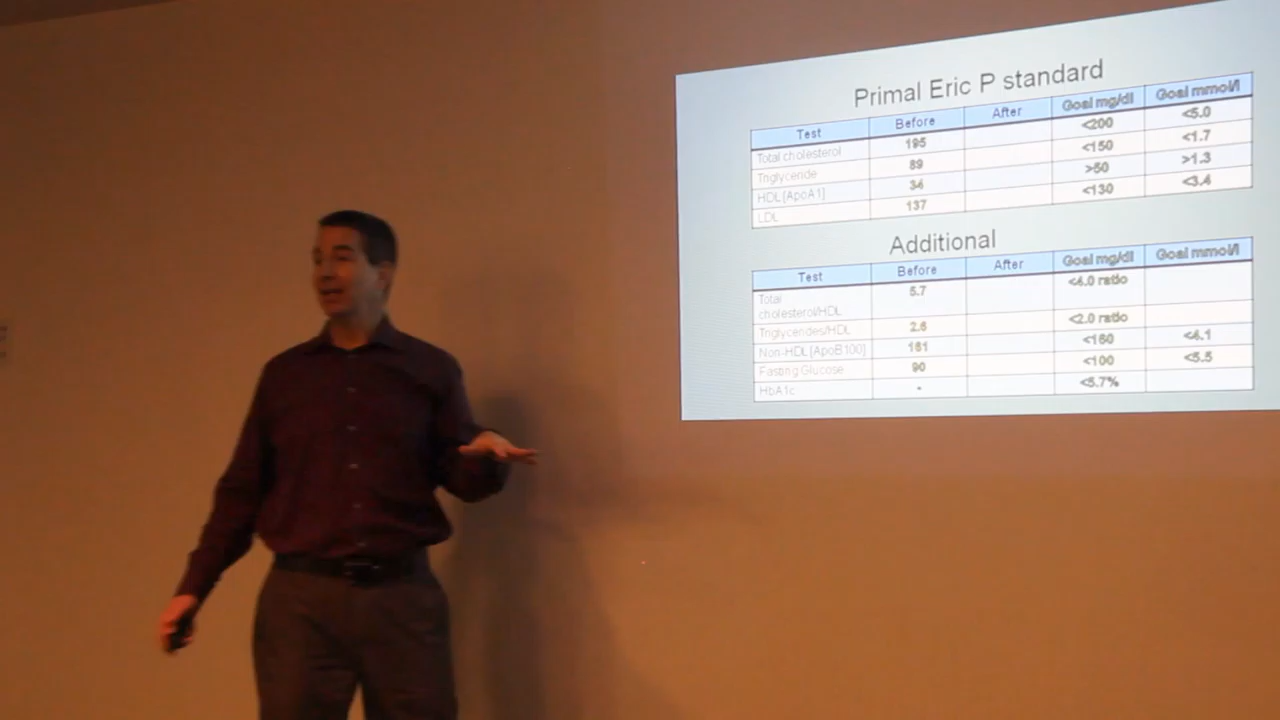 Primal Eric P standard
Test Before After Goal mg/dl Goal mmol/l
Total cholesterol 195 <200 <5.0
Triglyceride 89 <150 <1.7
HDL [ApoA1] 34 >50 >1.3
LDL 137 <130 <3.4
Additional
Test Before After Goal mg/dl Goal mmol/l
Total 5.7 <4.0 ratio
cholesterol/HDL
Triglycerides/HDL 2.6 <2.0 ratio
Non-HDL [ApoB100] 161 <160 <4.1
Fasting Glucose 90 <100 <5.5
HbA1c - <5.7%